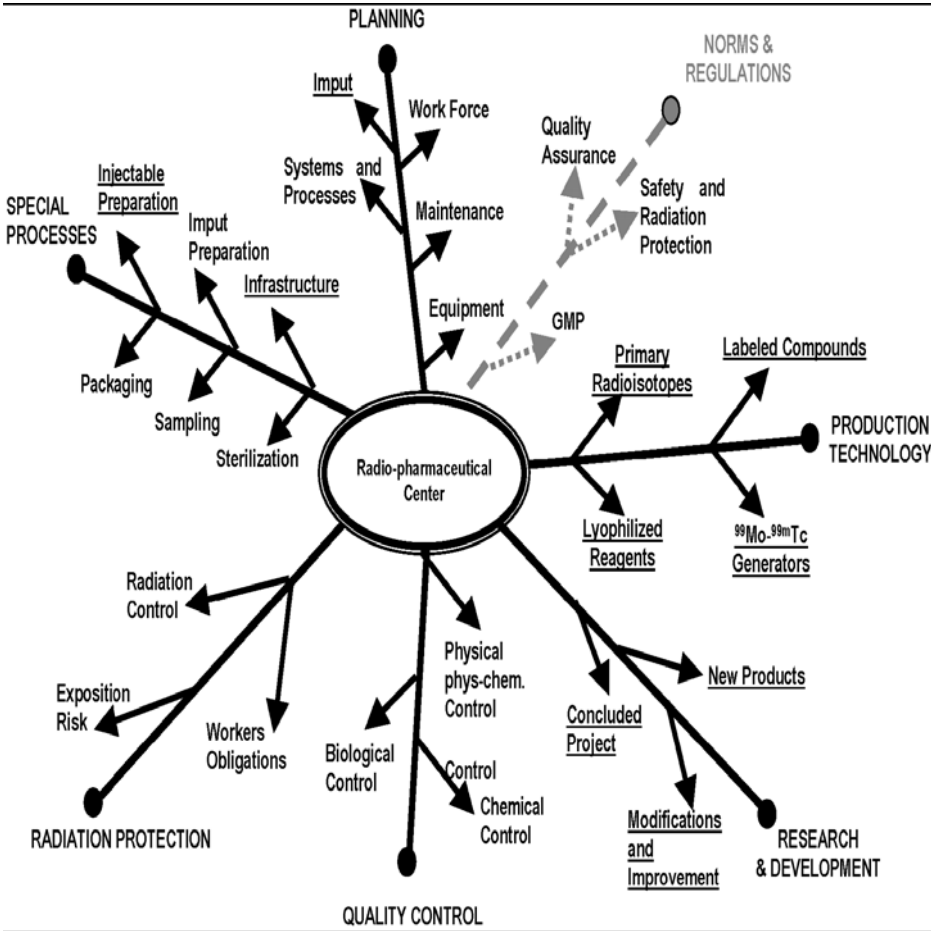 PLANNING
Imput
Work Force
Systems and
Processes
Maintenance
Equipment
NORMS &
REGULATIONS
Quality
Assurance
Safety and
Radiation
Protection
GMP
SPECIAL
PROCESSES
Injectable
Preparation
Imput
Preparation
Infrastructure
Packaging
Sampling
Sterilization
Radio-pharmaceutical
Center
Primary
Radioisotopes
Labeled Compounds
PRODUCTION
TECHNOLOGY
Lyophilized
Reagents
⁹⁹Mo-⁹⁹ᵐTc
Generators
Radiation
Control
Exposition
Risk
Workers
Obligations
RADIATION PROTECTION
Physical
phys-chem.
Control
Biological
Control
Control
Chemical
Control
QUALITY CONTROL
New Products
Concluded
Project
Modifications
and
Improvement
RESEARCH
& DEVELOPMENT